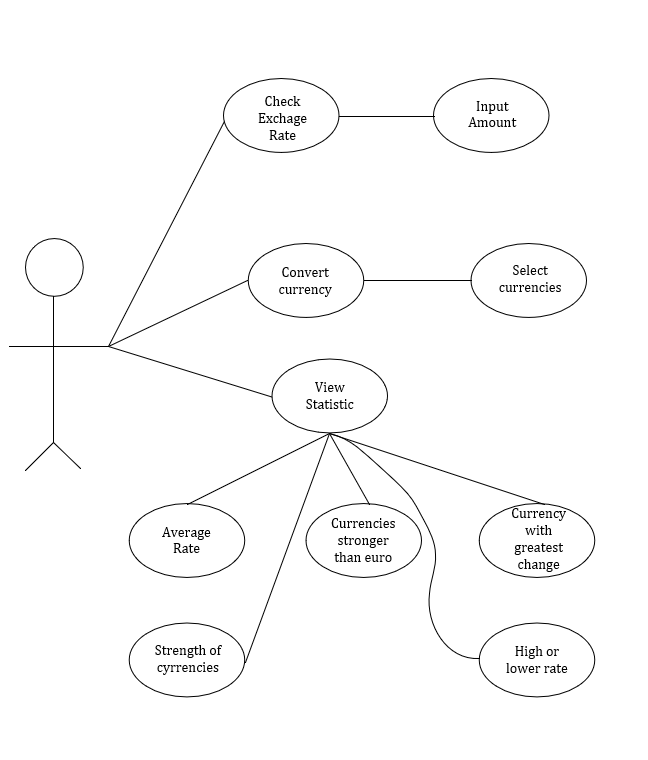 Check
Exchage
Rate
Input
Amount
Convert
currency
Select
currencies
View
Statistic
Average
Rate
Currencies
stronger
than euro
Currency
with
greatest
change
Strength of
cyrrencies
High or
lower rate